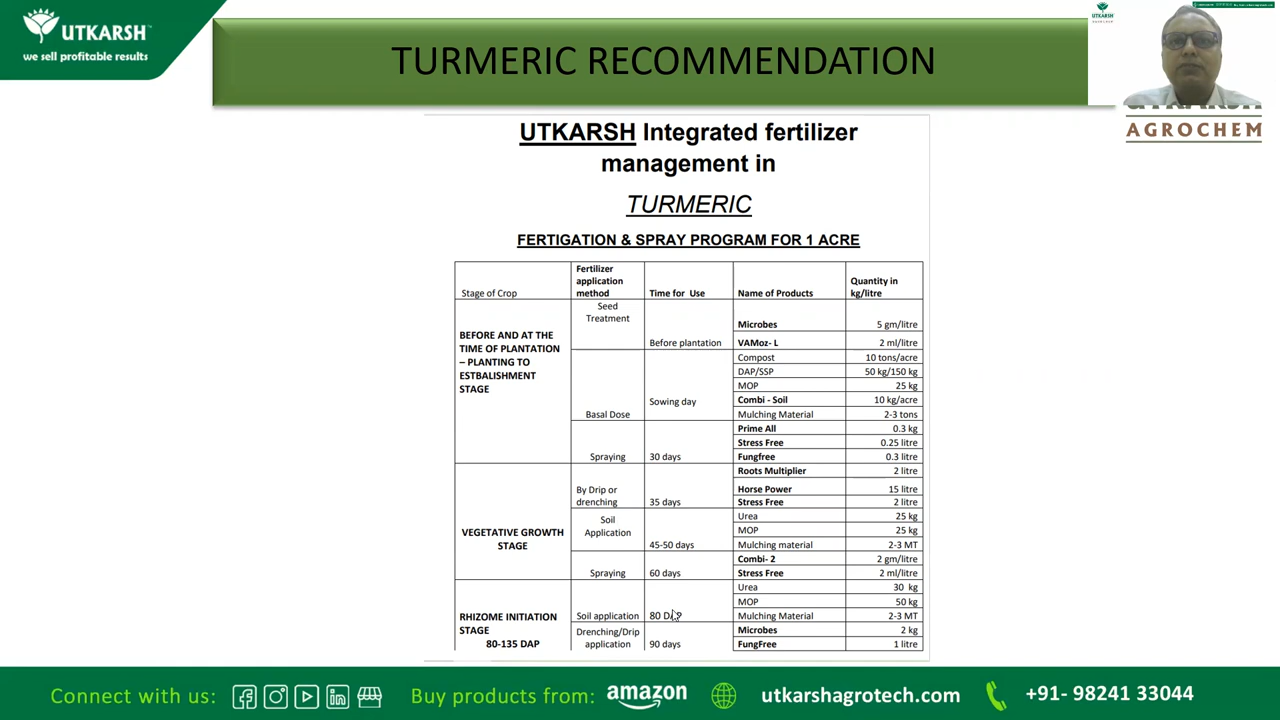 UTKARSH
we sell profitable results
TURMERIC RECOMMENDATION
UTKARSH
AGROCHEM
UTKARSH Integrated fertilizer
management in
TURMERIC
FERTIGATION & SPRAY PROGRAM FOR 1 ACRE
Stage of Crop Fertilizer application method Time for Use Name of Products Quantity in kg/litre
BEFORE AND AT THE TIME OF PLANTATION – PLANTING TO ESTBALISHMENT STAGE
Seed Treatment Before plantation Microbes 5 gm/litre
VAMoz- L 2 ml/litre
Basal Dose Sowing day Compost 10 tons/acre
DAP/SSP 50 kg/150 kg
MOP 25 kg
Combi - Soil 10 kg/acre
Mulching Material 2-3 tons
Spraying 30 days Prime All 0.3 kg
Stress Free 0.25 litre
Fungfree 0.3 litre
VEGETATIVE GROWTH STAGE
By Drip or drenching 35 days Roots Multiplier 2 litre
Horse Power 15 litre
Stress Free 2 litre
Soil Application 45-50 days Urea 25 kg
MOP 25 kg
Mulching material 2-3 MT
Spraying 60 days Combi- 2 2 gm/litre
Stress Free 2 ml/litre
RHIZOME INITIATION STAGE 80-135 DAP
Soil application 80 DAP Urea 30 kg
MOP 50 kg
Mulching Material 2-3 MT
Drenching/Drip application 90 days Microbes 2 kg
FungFree 1 litre
Connect with us: Buy products from: amazon utkarshagrotech.com +91- 98241 33044